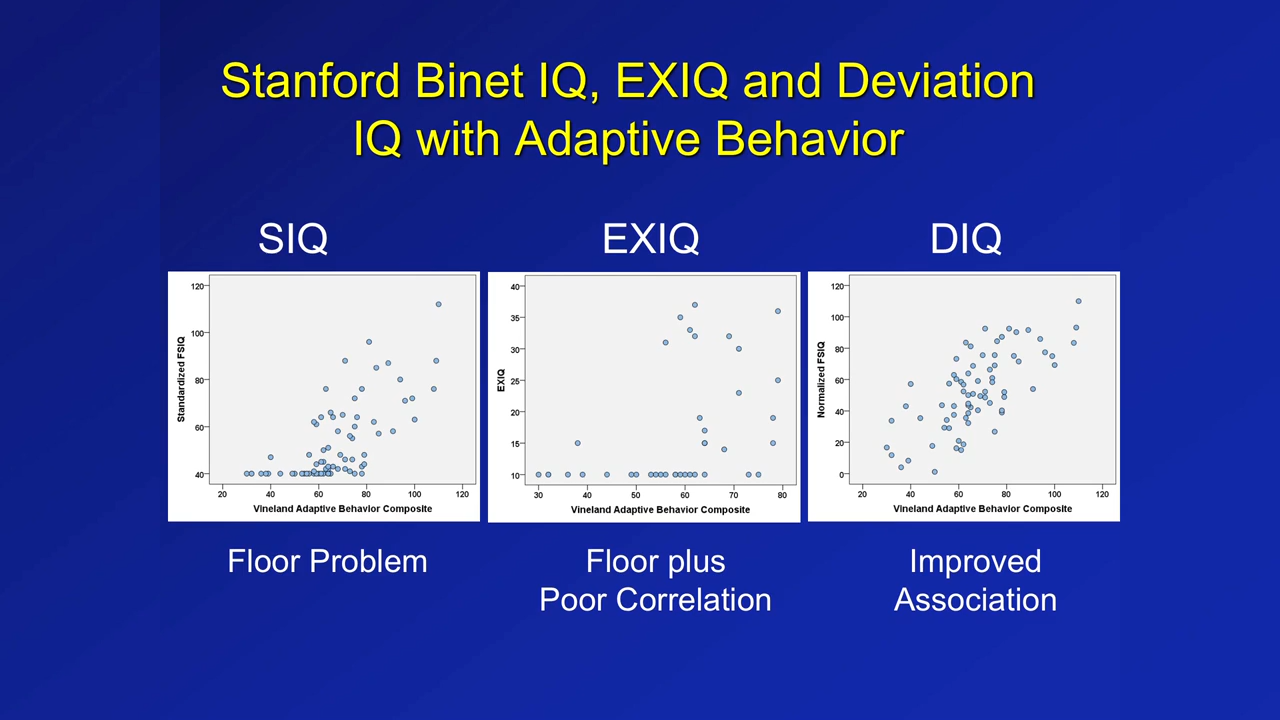 Stanford Binet IQ, EXIQ and Deviation
IQ with Adaptive Behavior
SIQ
EXIQ
DIQ
120
100
80
60
40
Standardized FSIQ
20
40
60
80
100
120
Vineland Adaptive Behavior Composite
40
35
30
25
20
15
10
EXIQ
30
40
50
60
70
80
Vineland Adaptive Behavior Composite
120
100
80
60
40
20
0
Normalized FSIQ
20
40
60
80
100
120
Vineland Adaptive Behavior Composite
Floor Problem
Floor plus
Poor Correlation
Improved
Association